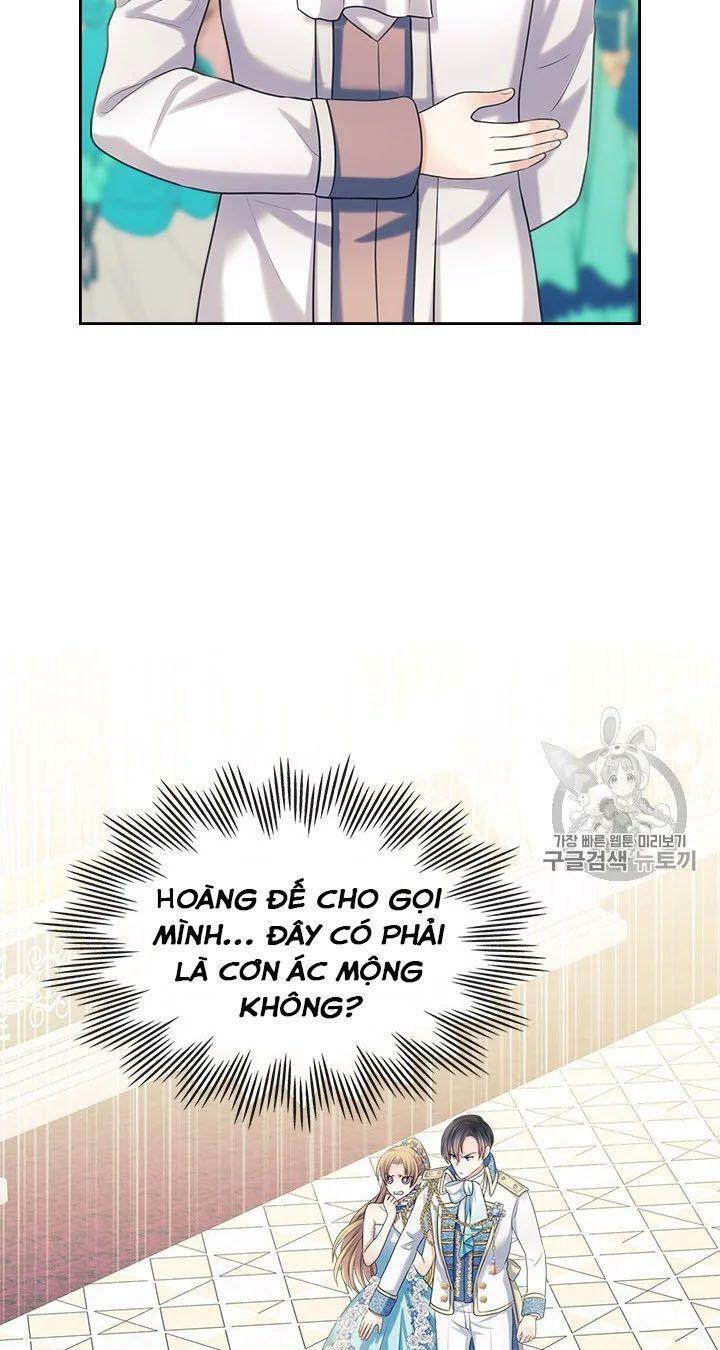 가장 빠른 웹툰 미리보기
구글검색 뉴토끼
HOÀNG ĐẾ CHO GỌI
MÌNH... ĐÂY CÓ PHẢI
LÀ CƠN ÁC MỘNG
KHÔNG?